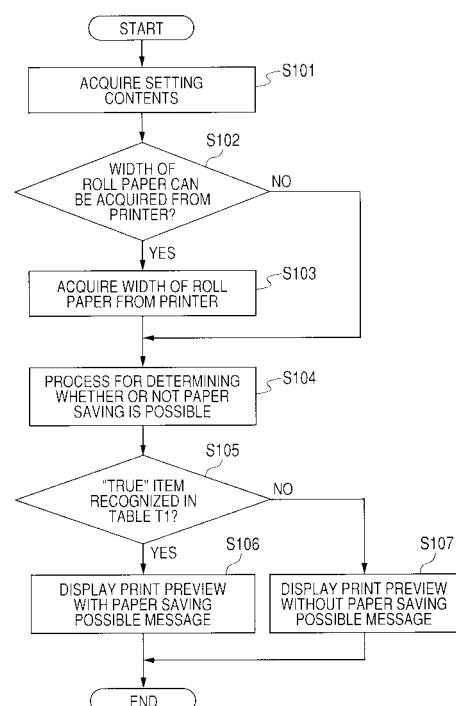 START
ACQUIRE SETTING
CONTENTS
S101
S102
WIDTH OF
ROLL PAPER CAN
BE ACQUIRED FROM
PRINTER?
NO
YES
ACQUIRE WIDTH OF ROLL
PAPER FROM PRINTER
S103
PROCESS FOR DETERMINING
WHETHER OR NOT PAPER
SAVING IS POSSIBLE
S104
S105
"TRUE" ITEM
RECOGNIZED IN
TABLE T1?
NO
YES
S106
S107
DISPLAY PRINT PREVIEW
WITH PAPER SAVING
POSSIBLE MESSAGE
DISPLAY PRINT PREVIEW
WITHOUT PAPER SAVING
POSSIBLE MESSAGE
END